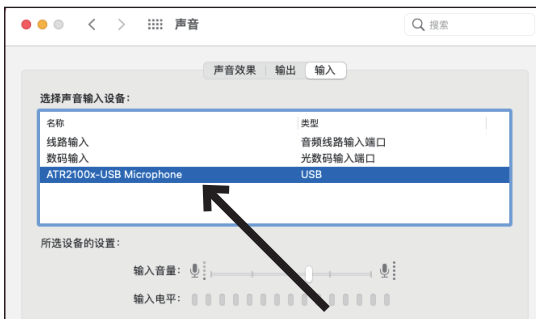 声音
搜索
声音效果 输出 输入
选择声音输入设备：
名称 类型
线路输入 音频线路输入端口
数码输入 光数码输入端口
ATR2100x-USB Microphone USB
所选设备的设置：
输入音量：
输入电平：